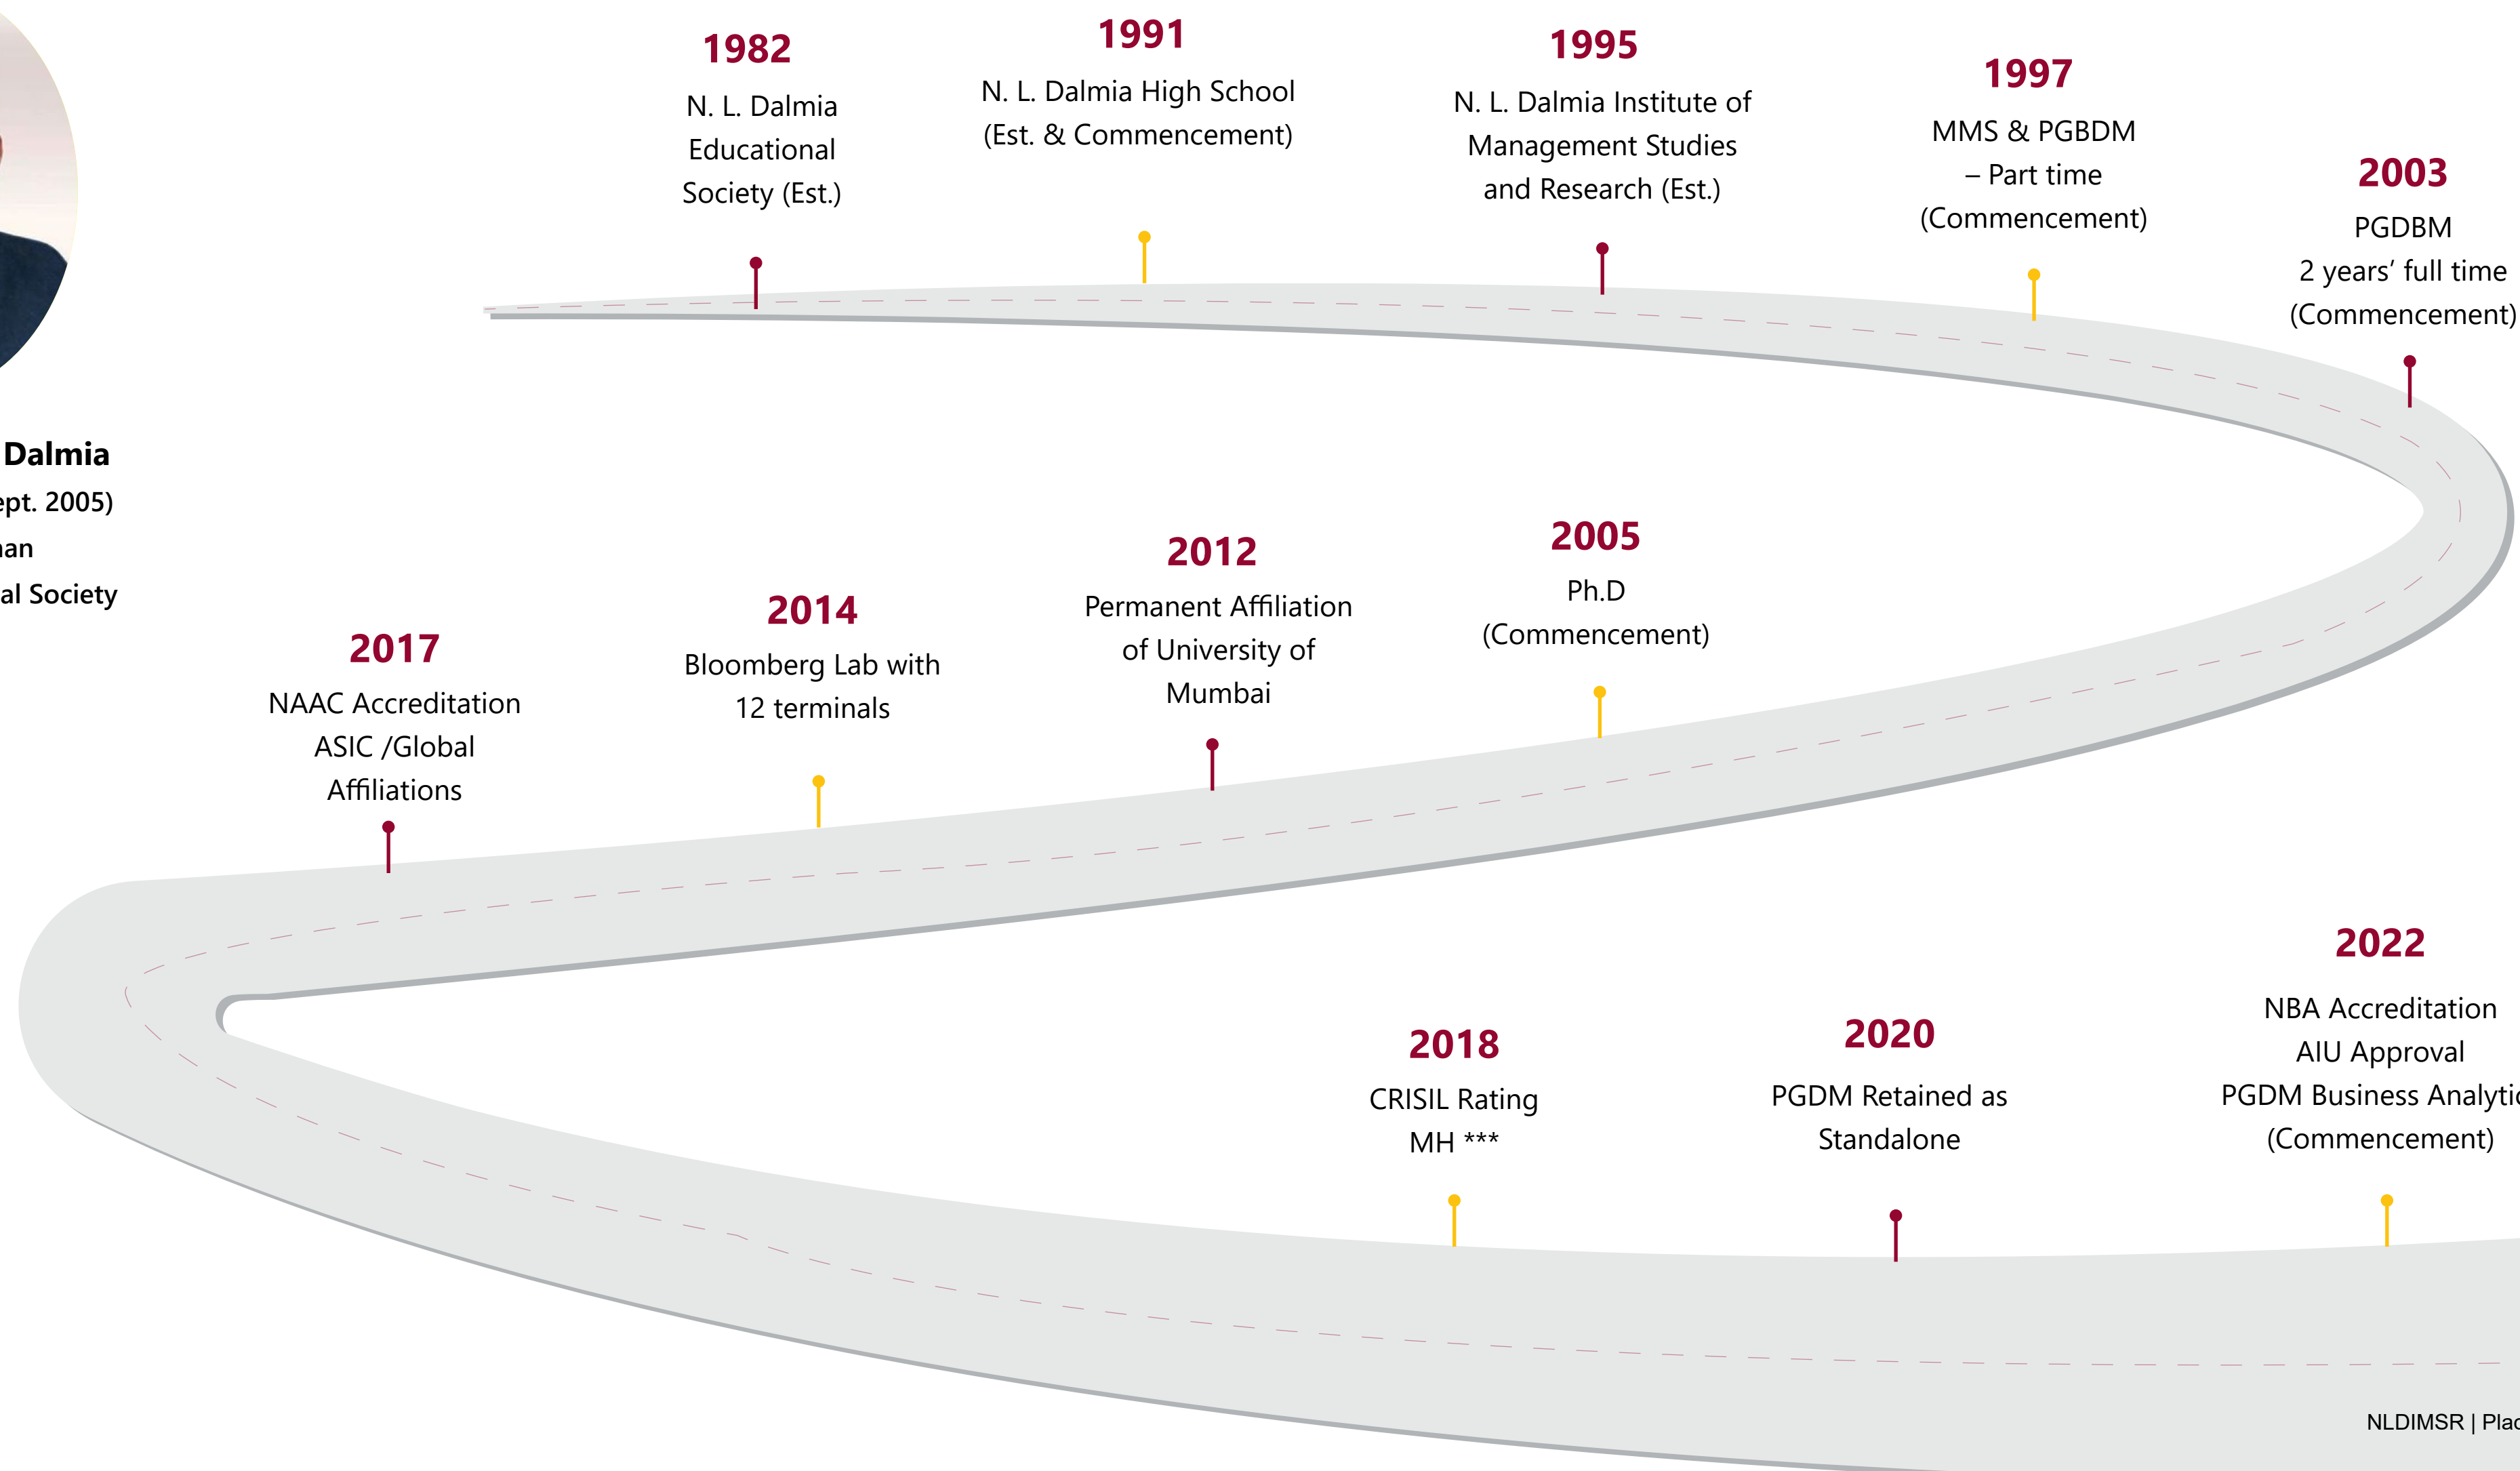 1982
N. L. Dalmia
Educational
Society (Est.)
1991
N. L. Dalmia High School
(Est. & Commencement)
1995
N. L. Dalmia Institute of
Management Studies
and Research (Est.)
1997
MMS & PGBDM
– Part time
(Commencement)
2003
PGDBM
2 years’ full time
(Commencement)
Dalmia
2005)
al Society
2005
Ph.D
(Commencement)
2012
Permanent Affiliation
of University of
Mumbai
2014
Bloomberg Lab with
12 terminals
2017
NAAC Accreditation
ASIC /Global
Affiliations
2018
CRISIL Rating
MH ***
2020
PGDM Retained as
Standalone
2022
NBA Accreditation
AIU Approval
PGDM Business
(Commencement)
NLDIMSR |